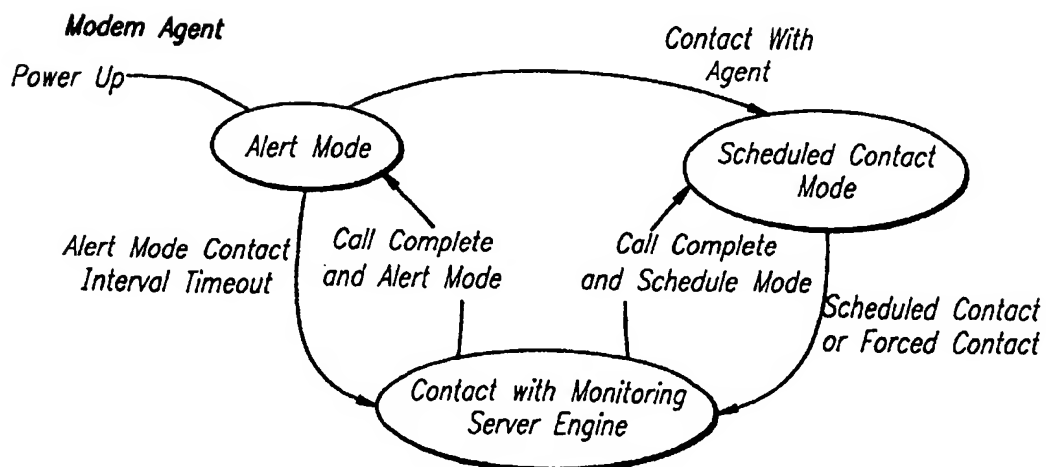 Modem Agent
Power Up
Contact With
Agent
Alert Mode
Scheduled Contact
Mode
Alert Mode Contact
Interval Timeout
Call Complete
and Alert Mode
Call Complete
and Schedule Mode
Scheduled Contact
or Forced Contact
Contact with Monitoring
Server Engine